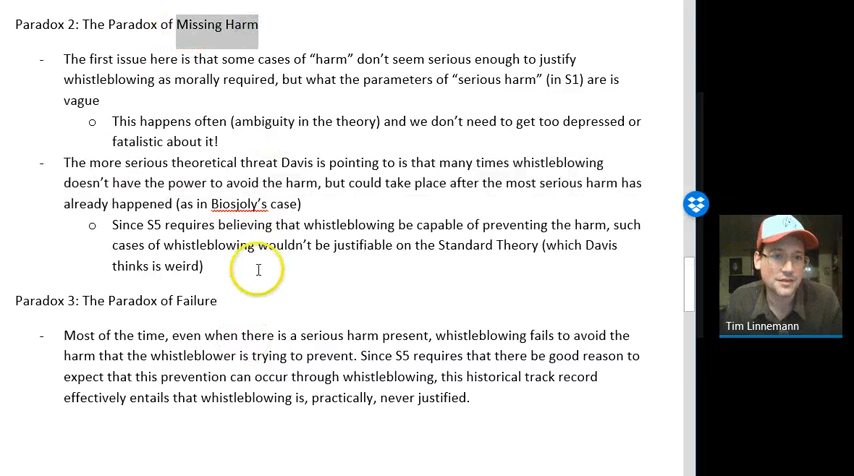 Paradox 2: The Paradox of Missing Harm
- The first issue here is that some cases of “harm” don’t seem serious enough to justify
whistleblowing as morally required, but what the parameters of “serious harm” (in S1) are is
vague
o This happens often (ambiguity in the theory) and we don’t need to get too depressed or
fatalistic about it!
- The more serious theoretical threat Davis is pointing to is that many times whistleblowing
doesn’t have the power to avoid the harm, but could take place after the most serious harm has
already happened (as in Biosjoly’s case)
o Since S5 requires believing that whistleblowing be capable of preventing the harm, such
cases of whistleblowing wouldn’t be justifiable on the Standard Theory (which Davis
thinks is weird)
Paradox 3: The Paradox of Failure
- Most of the time, even when there is a serious harm present, whistleblowing fails to avoid the
harm that the whistleblower is trying to prevent. Since S5 requires that there be good reason to
expect that this prevention can occur through whistleblowing, this historical track record
effectively entails that whistleblowing is, practically, never justified.
Tim Linnemann